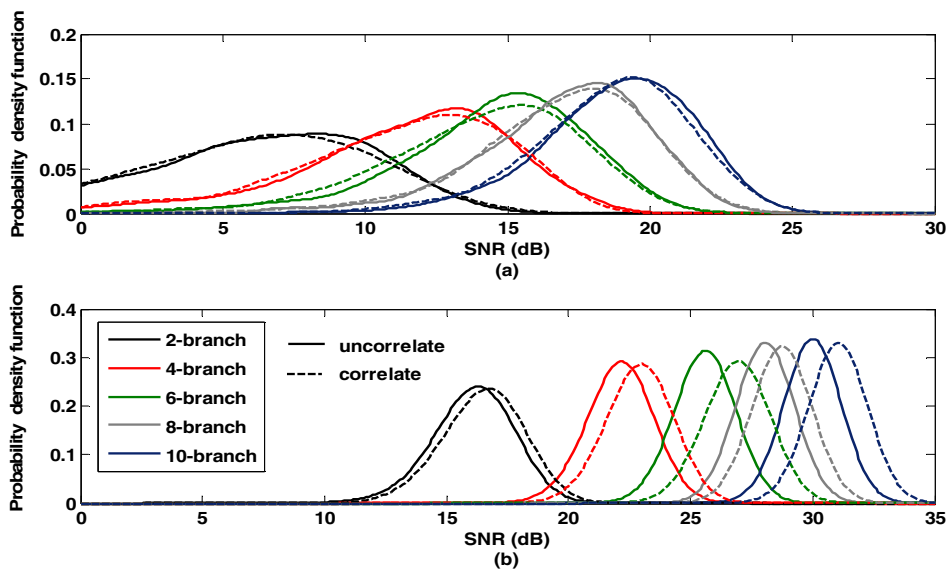 Probability density function
0.2
0.15
0.1
0.05
0
0
5
10
15
20
25
30
SNR (dB)
(a)
Probability density function
0.4
0.3
0.2
0.1
0
2-branch
4-branch
6-branch
8-branch
10-branch
uncorrelate
correlate
0
5
10
15
20
25
30
35
SNR (dB)
(b)